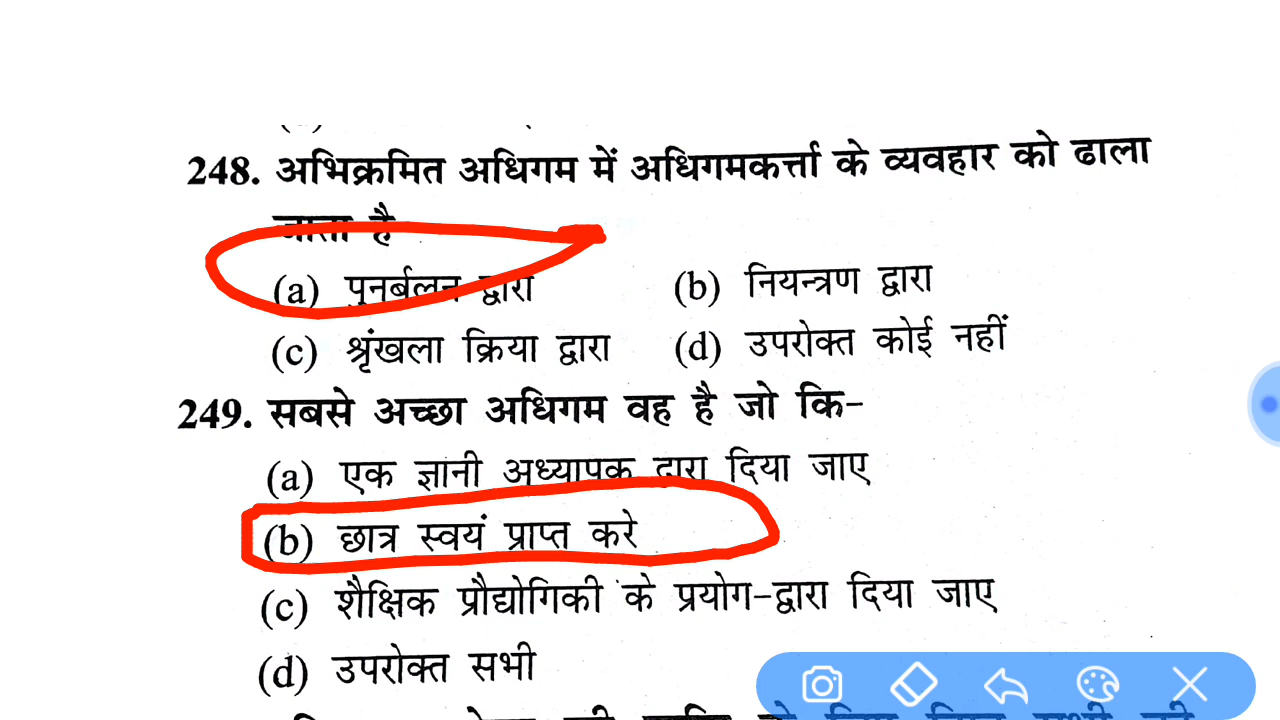 248. अभिक्रमित अधिगम में अधिगमकर्त्ता के व्यवहार को ढाला
जाता है
(a) पुनर्बलन द्वारा (b) नियन्त्रण द्वारा
(c) श्रृंखला क्रिया द्वारा (d) उपरोक्त कोई नहीं
249. सबसे अच्छा अधिगम वह है जो कि-
(a) एक ज्ञानी अध्यापक द्वारा दिया जाए
(b) छात्र स्वयं प्राप्त करे
(c) शैक्षिक प्रौद्योगिकी के प्रयोग-द्वारा दिया जाए
(d) उपरोक्त सभी